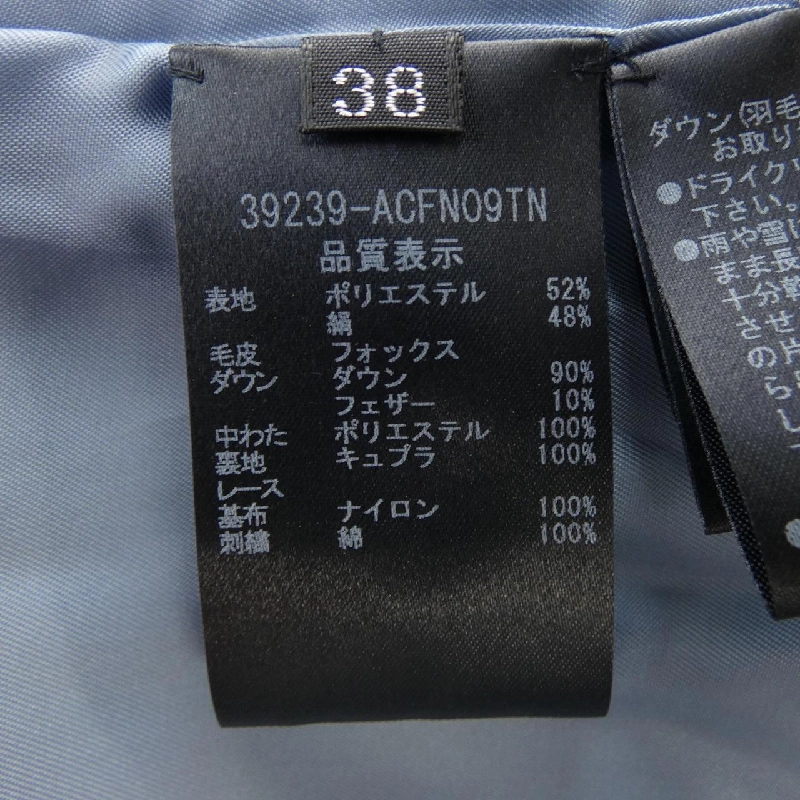 38
39239-ACFN09TN
品質表示
表地 ポリエステル 52%
絹 48%
毛皮 フォックス
ダウン ダウン 90%
フェザー 10%
中わた ポリエステル 100%
裏地 キュプラ 100%
レース
基布 ナイロン 100%
刺繍 綿 100%
ダウン(羽毛
お取り
●ドライク
下さい。
●雨や雪
まま長
十分乾
させ
の片
ら
し